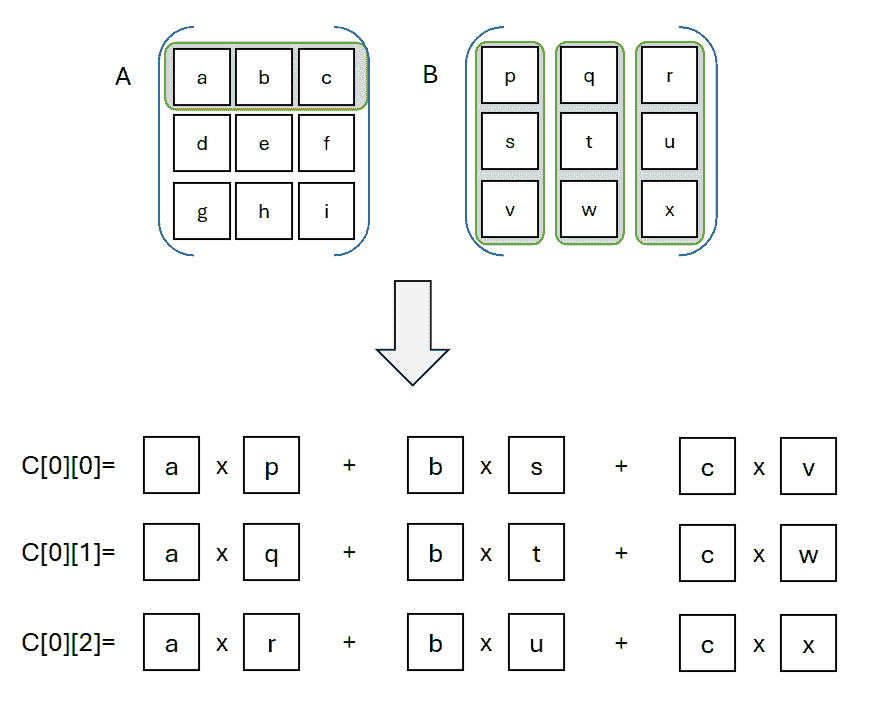 A a b c B p q r
d e f s t u
g h i v w x
C[0][0]= a x p + b x s + c x v
C[0][1]= a x q + b x t + c x w
C[0][2]= a x r + b x u + c x x